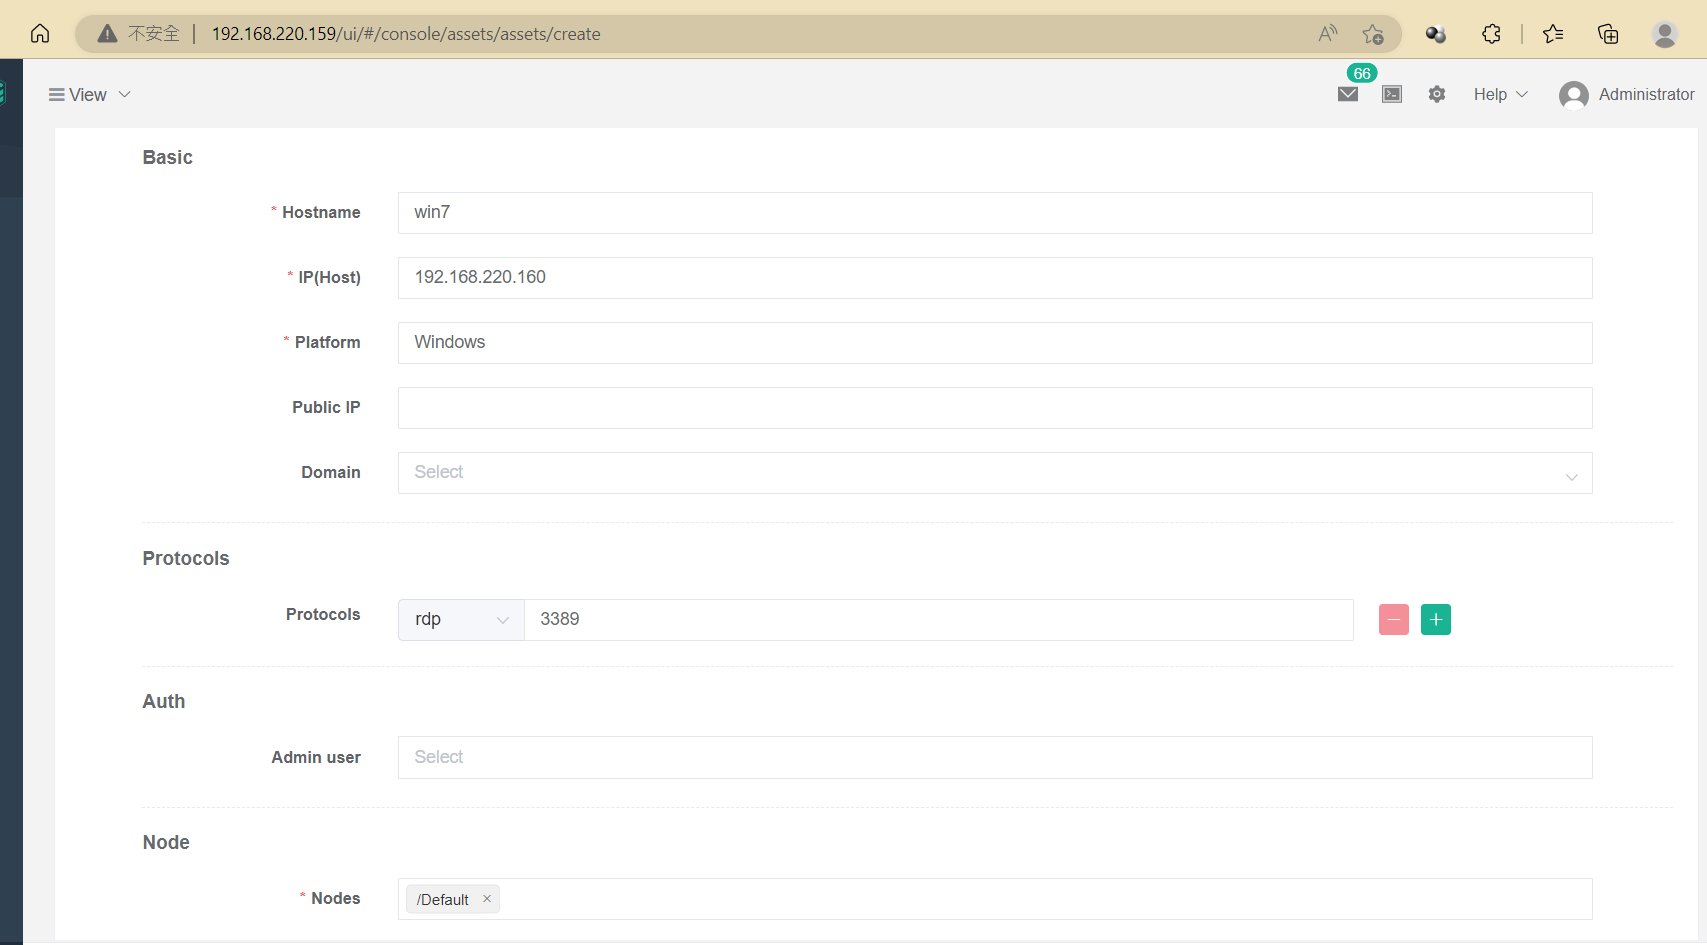 不安全 192.168.220.159/ui/#/console/assets/assets/create
View 66 Help Administrator
Basic
* Hostname win7
* IP(Host) 192.168.220.160
* Platform Windows
Public IP
Domain Select
Protocols
Protocols rdp 3389
Auth
Admin user Select
Node
* Nodes /Default ×